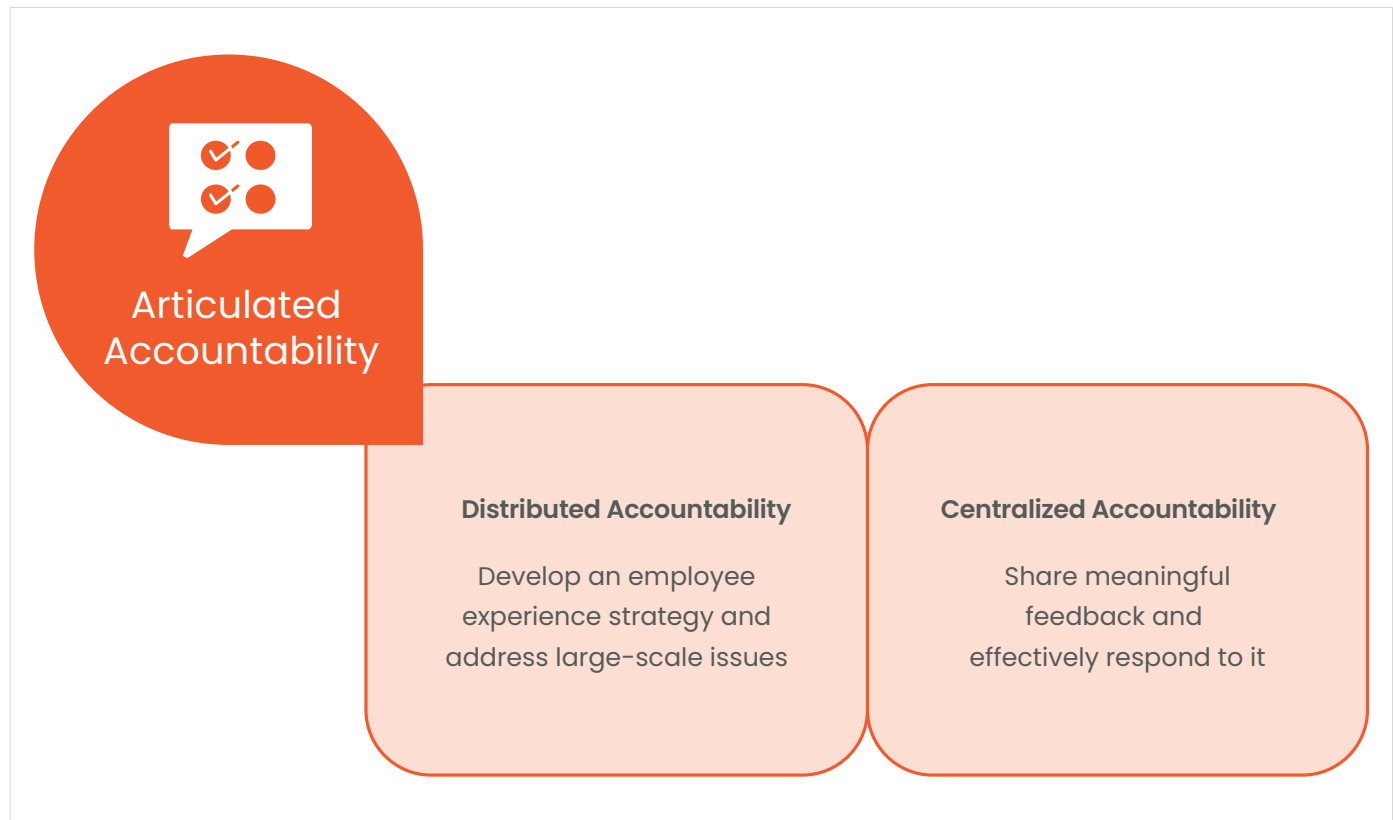 Articulated
Accountability
Distributed Accountability
Develop an employee
experience strategy and
address large-scale issues
Centralized Accountability
Share meaningful
feedback and
effectively respond to it